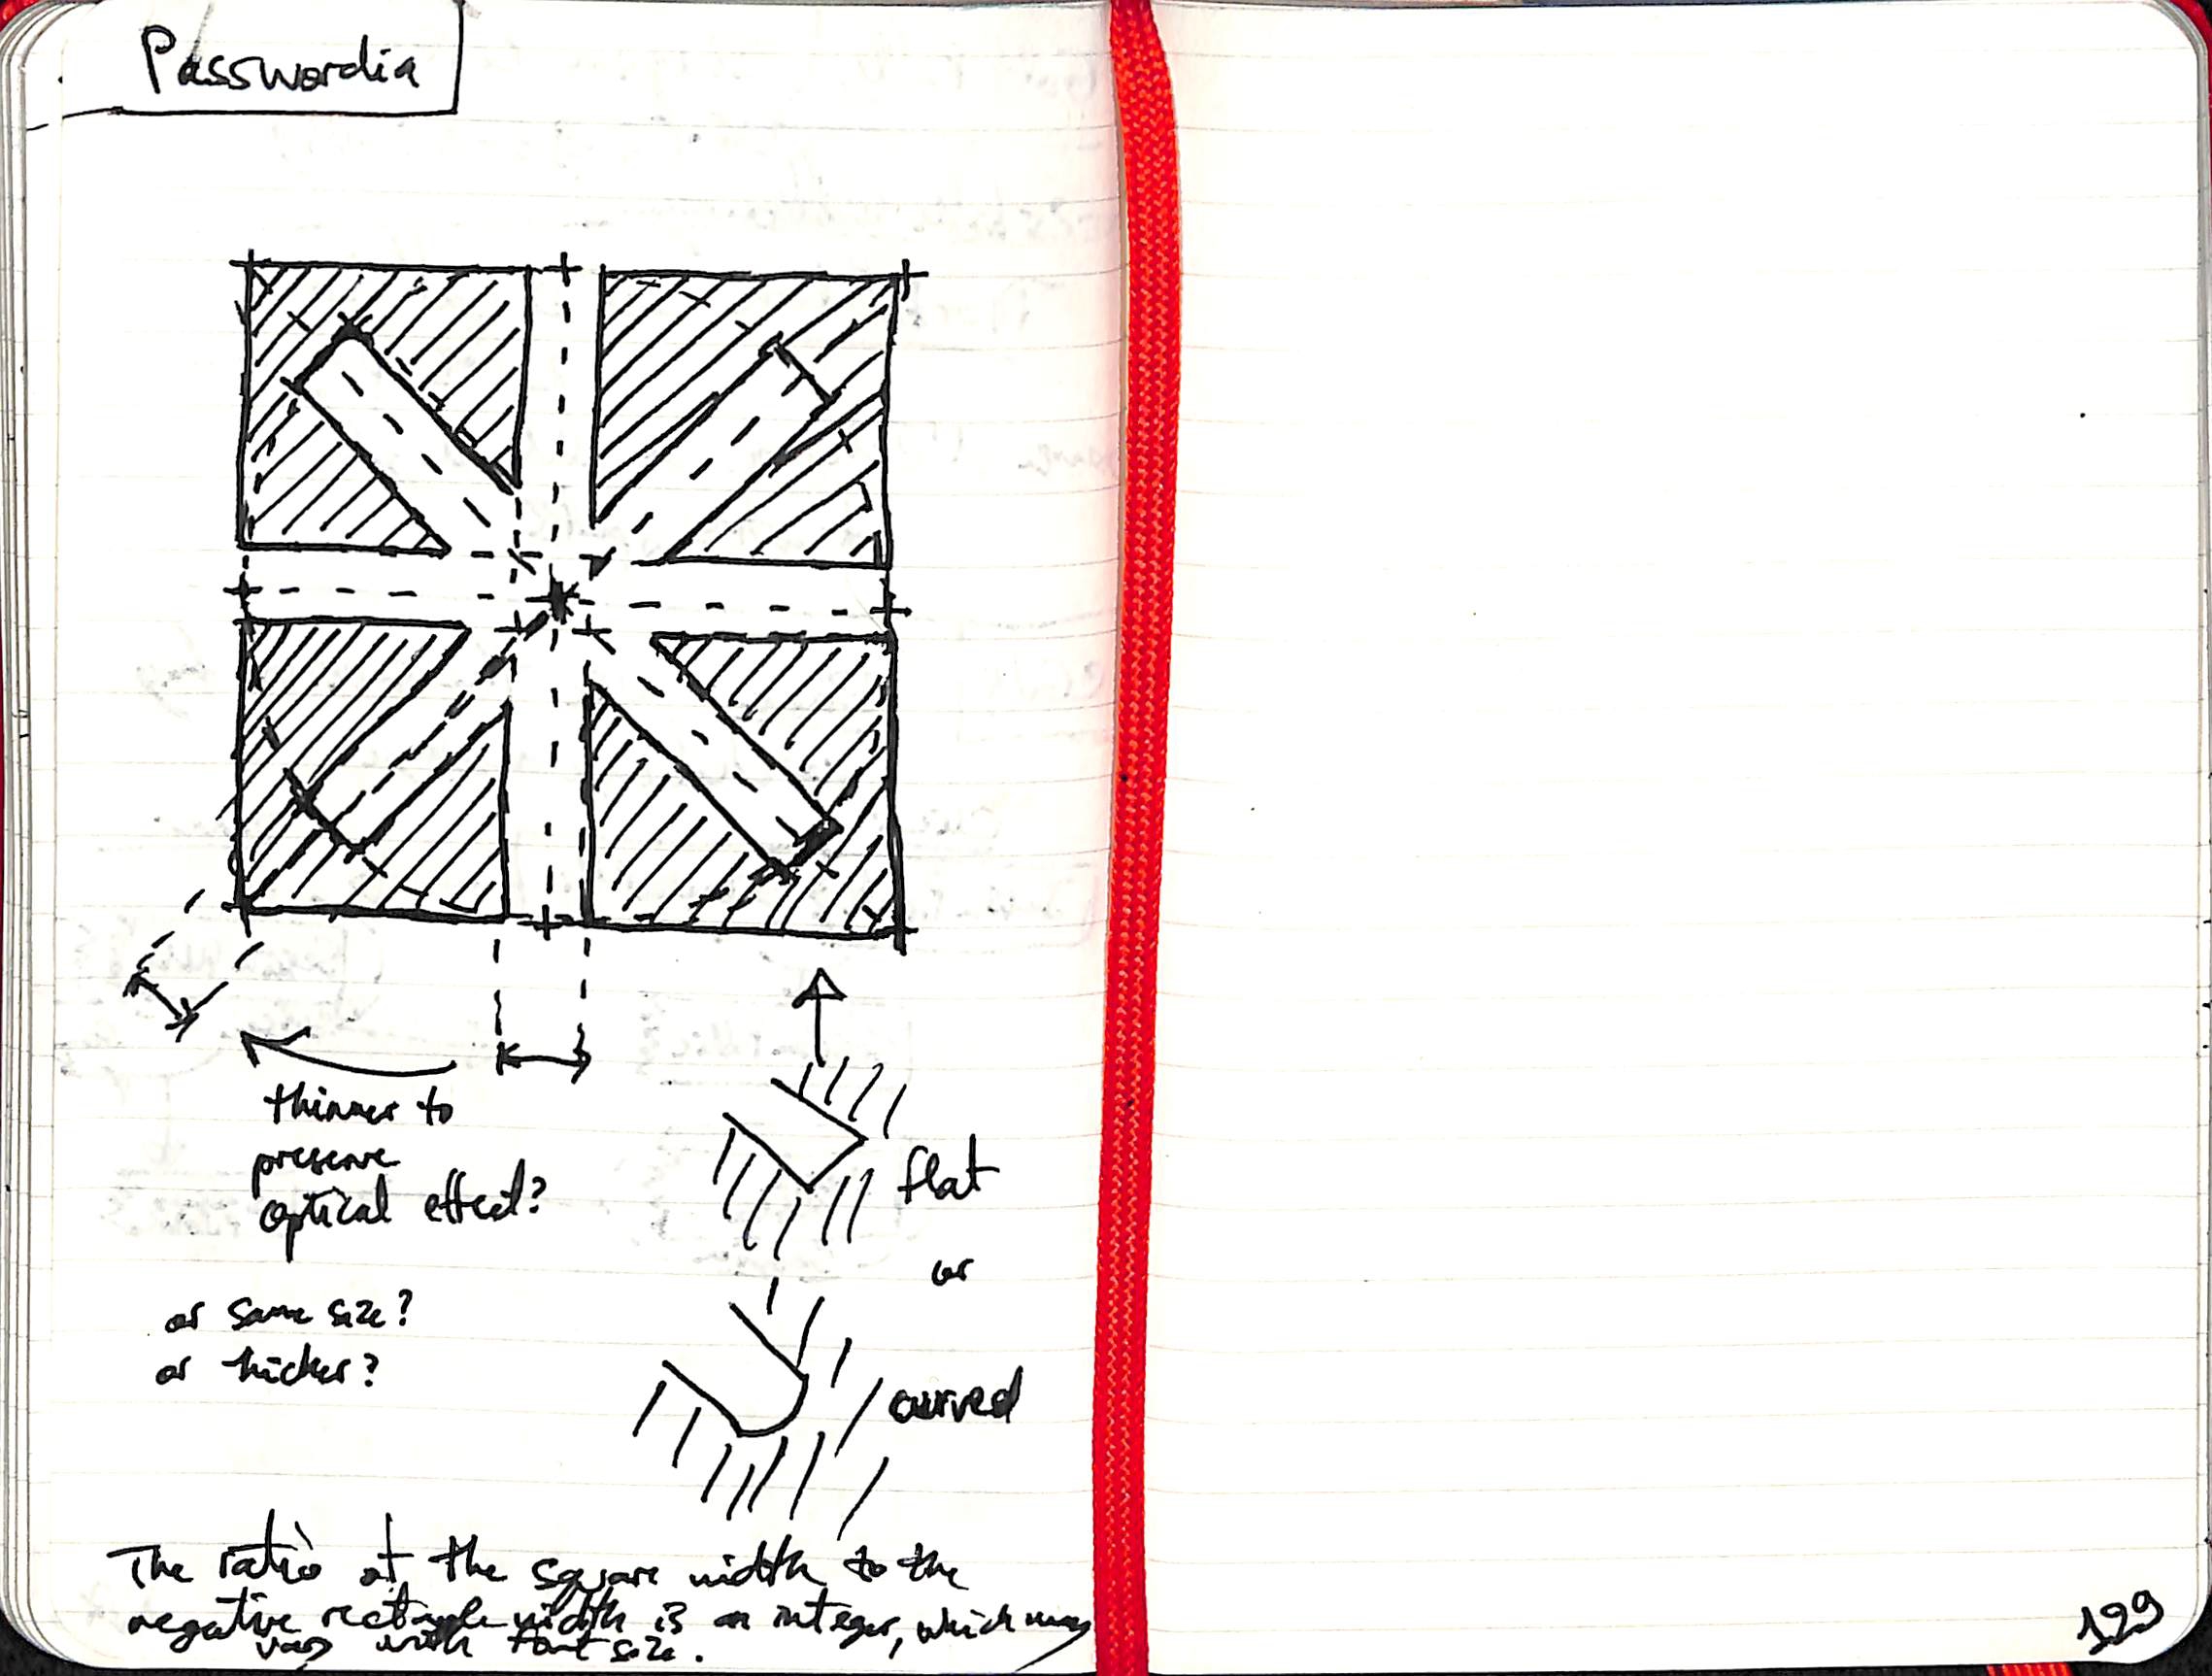 Passwordia
thinner to
preserve
optical effect?
or same size?
or thicker?
flat
or
curved
The ratio of the square width to the
negative rectangle width is an integer, which may
vary with font size.
199